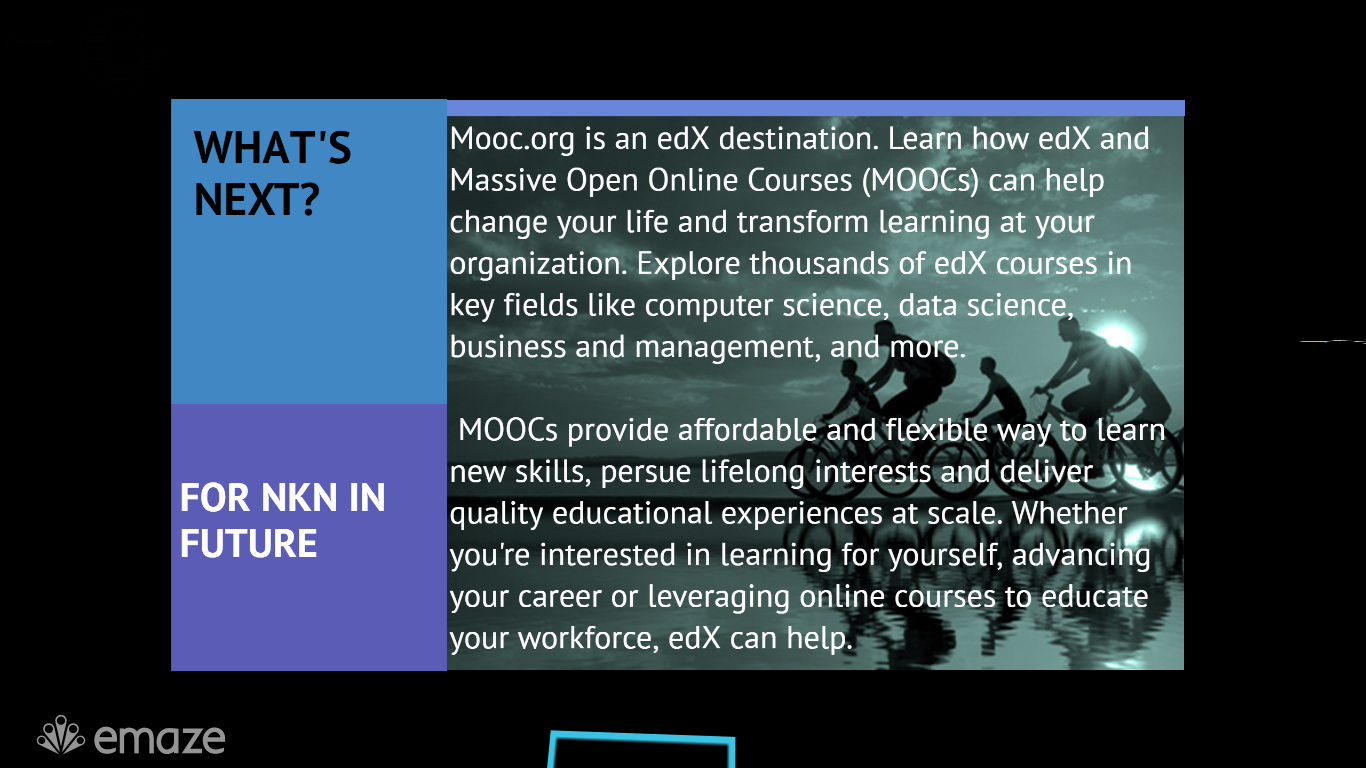 WHAT'S
NEXT?
FOR NKN IN
FUTURE
Mooc.org is an edX destination. Learn how edX and
Massive Open Online Courses (MOOCs) can help
change your life and transform learning at your
organization. Explore thousands of edX courses in
key fields like computer science, data science,
business and management, and more.
MOOCs provide affordable and flexible way to learn
new skills, persue lifelong interests and deliver
quality educational experiences at scale. Whether
you're interested in learning for yourself, advancing
your career or leveraging online courses to educate
your workforce, edX can help.
emaze